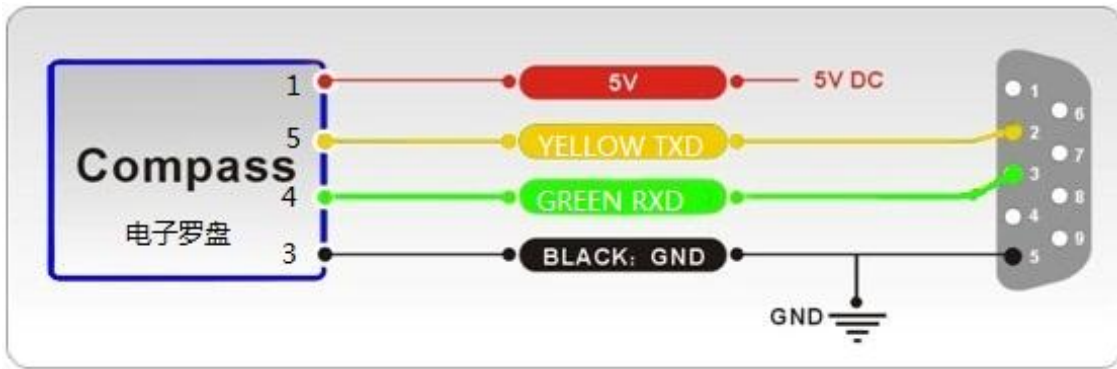 1
5V
5V DC
5
YELLOW TXD
Compass
4
GREEN RXD
电子罗盘
3
BLACK: GND
GND
1
6
2
7
3
8
4
9
5